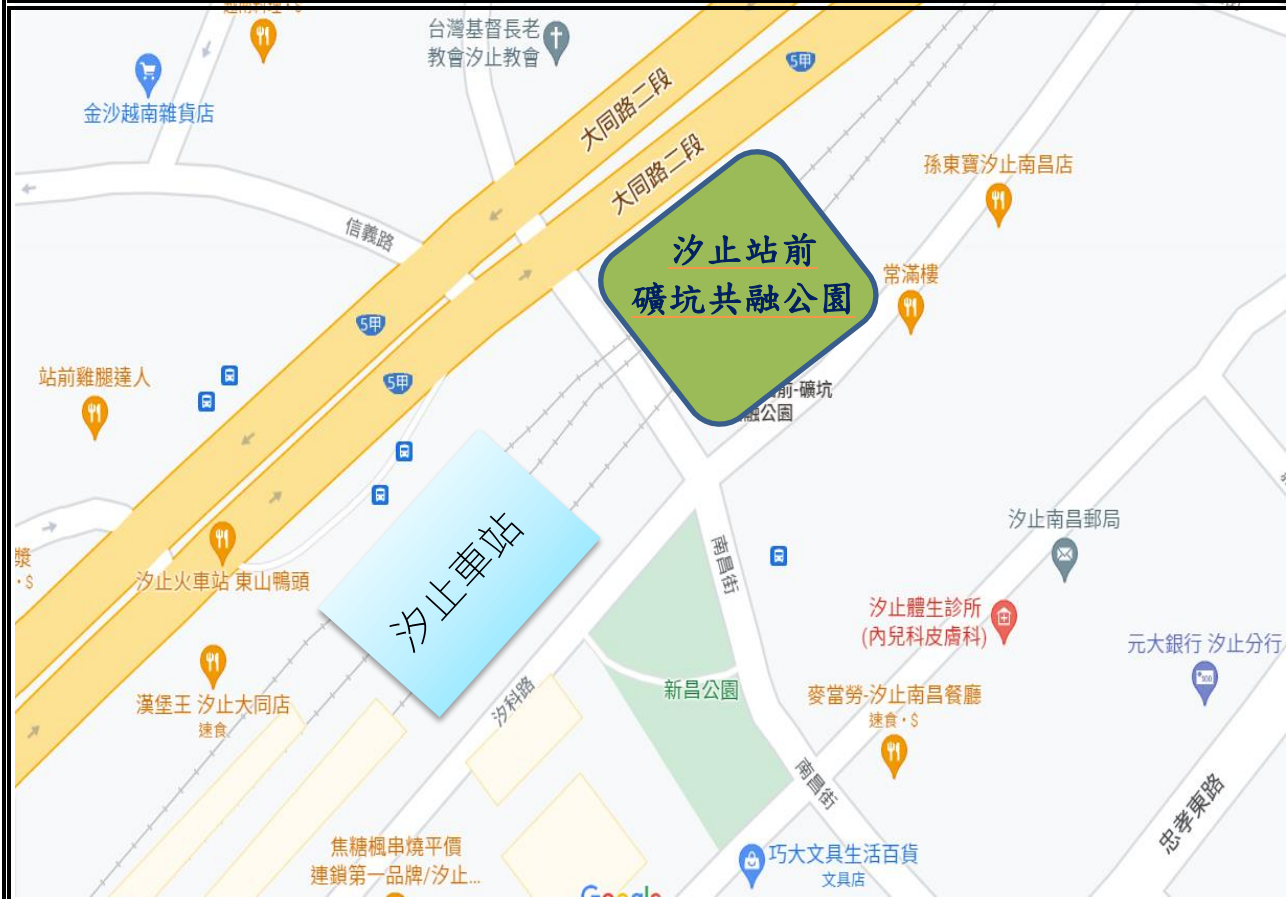 台灣基督長老
教會汐止教會
5甲
金沙越南雜貨店
大同路二段
大同路二段
孫東寶汐止南昌店
信義路
汐止站前
礦坑共融公園
常滿樓
5甲
5甲
站前雞腿達人
前-礦坑
融公園
汐止車站
汐止南昌郵局
南昌街
漿
·$
汐止火車站 東山鴨頭
汐止體生診所
(內兒科皮膚科)
元大銀行 汐止分行
漢堡王 汐止大同店
速食
汐科路
新昌公園
麥當勞-汐止南昌餐廳
速食·$
南昌街
忠孝東路
焦糖楓串燒平價
連鎖第一品牌/汐止...
巧大文具生活百貨
文具店
Google